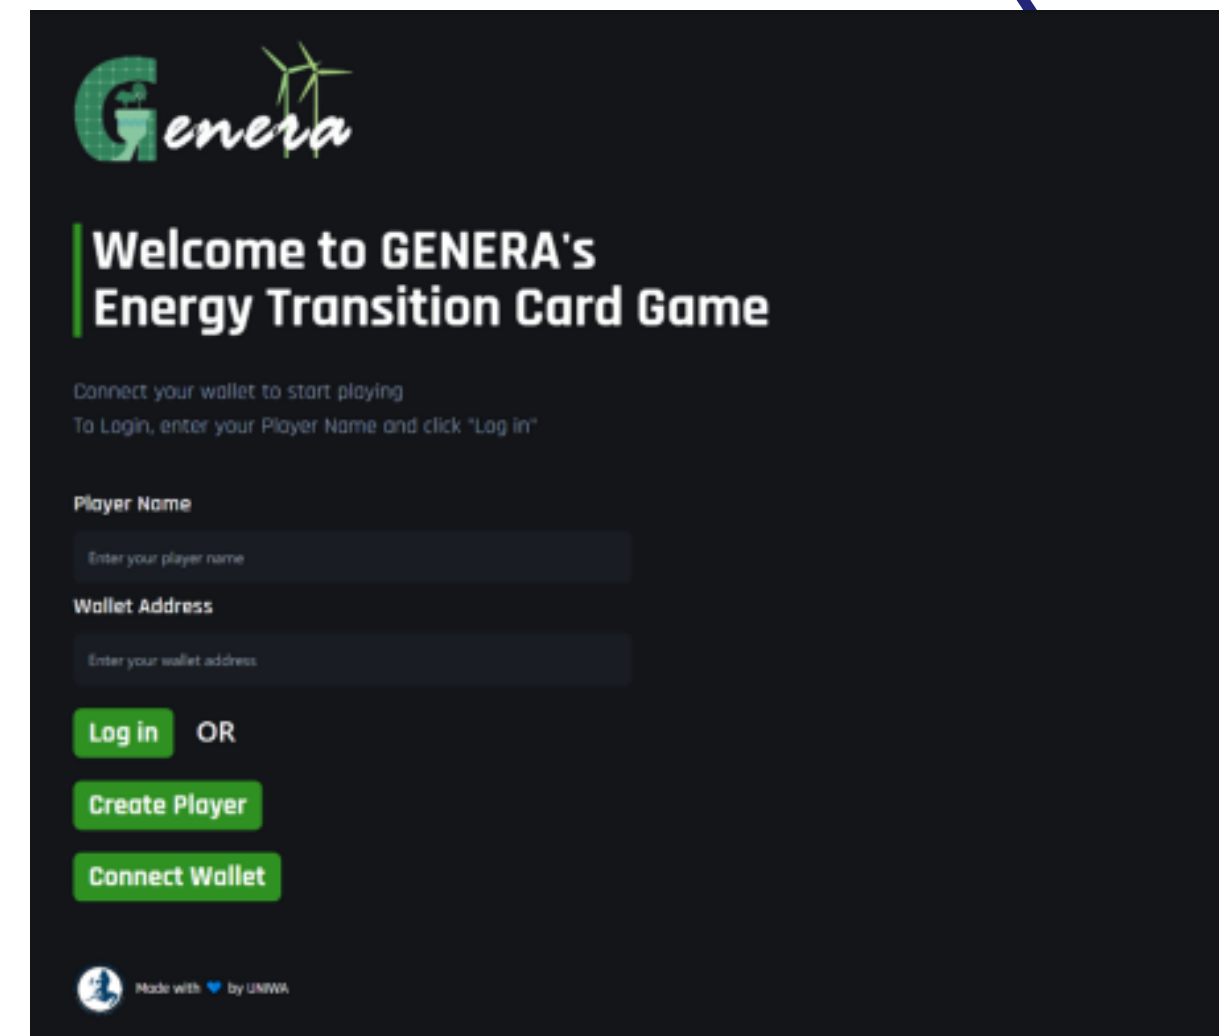 Genera
Welcome to GENERA's
Energy Transition Card Game
Connect your wallet to start playing
To Login, enter your Player Name and click "Log in"
Player Name
Enter your player name
Wallet Address
Enter your wallet address
Log in OR
Create Player
Connect Wallet
Made with 💙 by UNIWA